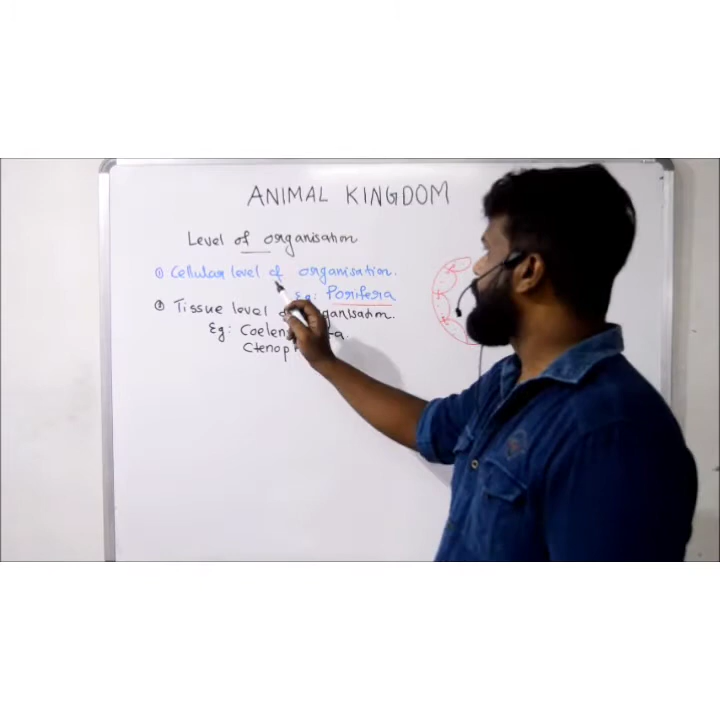 ANIMAL KINGDOM
Level of organisation
① Cellular level of organisation.
Eg: Porifera
② Tissue level
Eg: